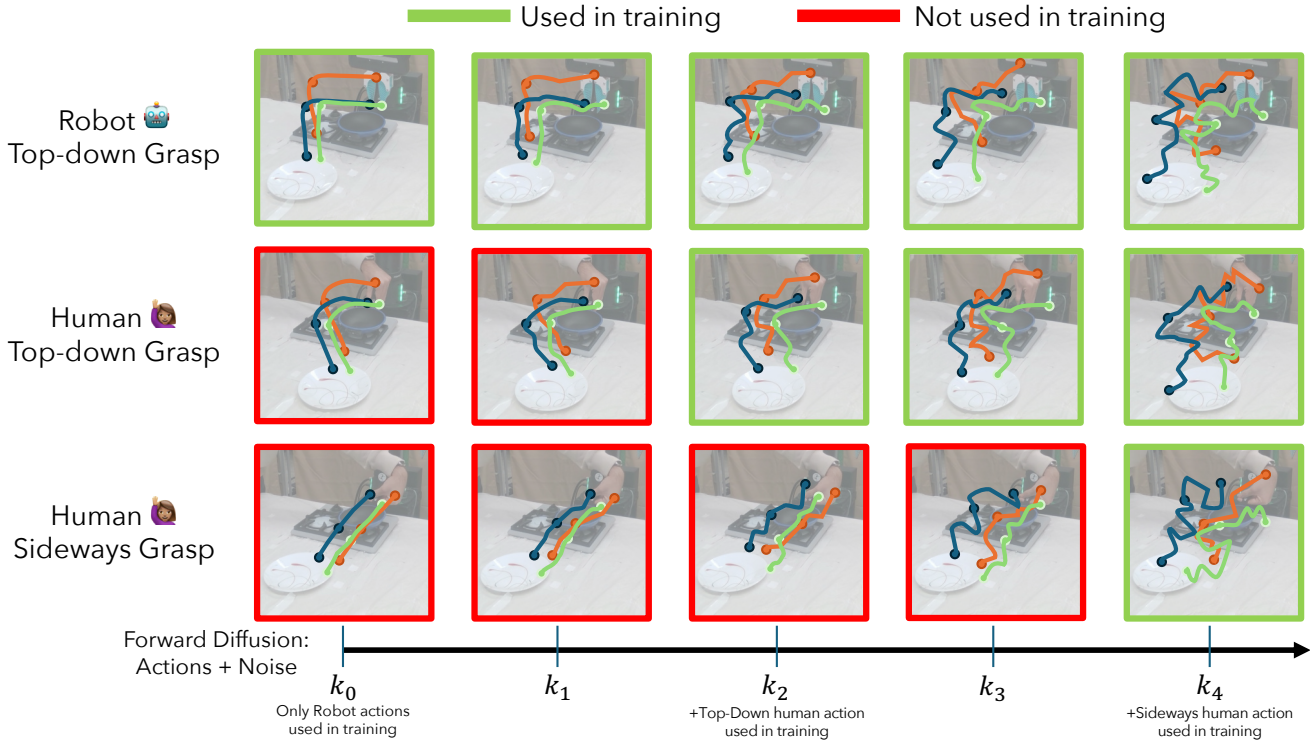 Used in training
Not used in training
Robot 🤖
Top-down Grasp
Human 🙋🏽‍♀️
Top-down Grasp
Human 🙋🏽‍♀️
Sideways Grasp
Forward Diffusion:
Actions + Noise
k₀
k₁
k₂
k₃
k₄
Only Robot actions
used in training
+Top-Down human action
used in training
+Sideways human action
used in training